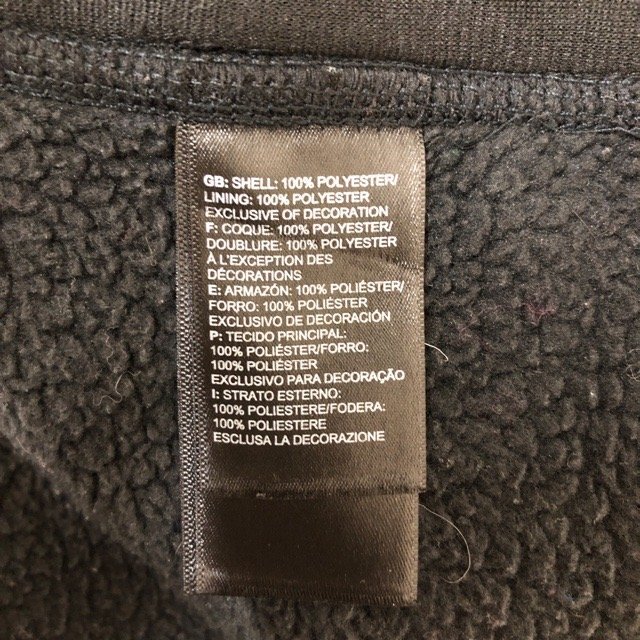 GB: SHELL: 100% POLYESTER/
LINING: 100% POLYESTER
EXCLUSIVE OF DECORATION
F: COQUE: 100% POLYESTER/
DOUBLURE: 100% POLYESTER
À L'EXCEPTION DES
DÉCORATIONS
E: ARMAZÓN: 100% POLIÉSTER/
FORRO: 100% POLIÉSTER
EXCLUSIVO DE DECORACIÓN
P: TECIDO PRINCIPAL:
100% POLIÉSTER/FORRO:
100% POLIÉSTER
EXCLUSIVO PARA DECORAÇÃO
I: STRATO ESTERNO:
100% POLIESTERE/FODERA:
100% POLIESTERE
ESCLUSA LA DECORAZIONE